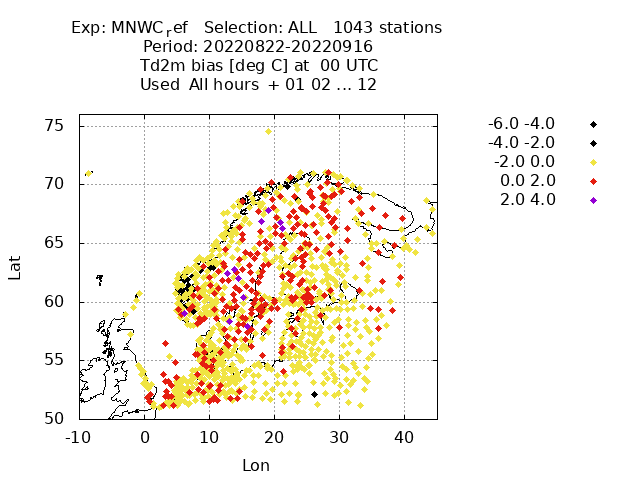 Exp: MNWC_ref Selection: ALL 1043 stations
Period: 20220822-20220916
Td2m bias [deg C] at 00 UTC
Used All hours + 01 02 ... 12
-6.0 -4.0
-4.0 -2.0
-2.0 0.0
0.0 2.0
2.0 4.0
75
70
65
60
55
50
Lat
-10 0 10 20 30 40
Lon